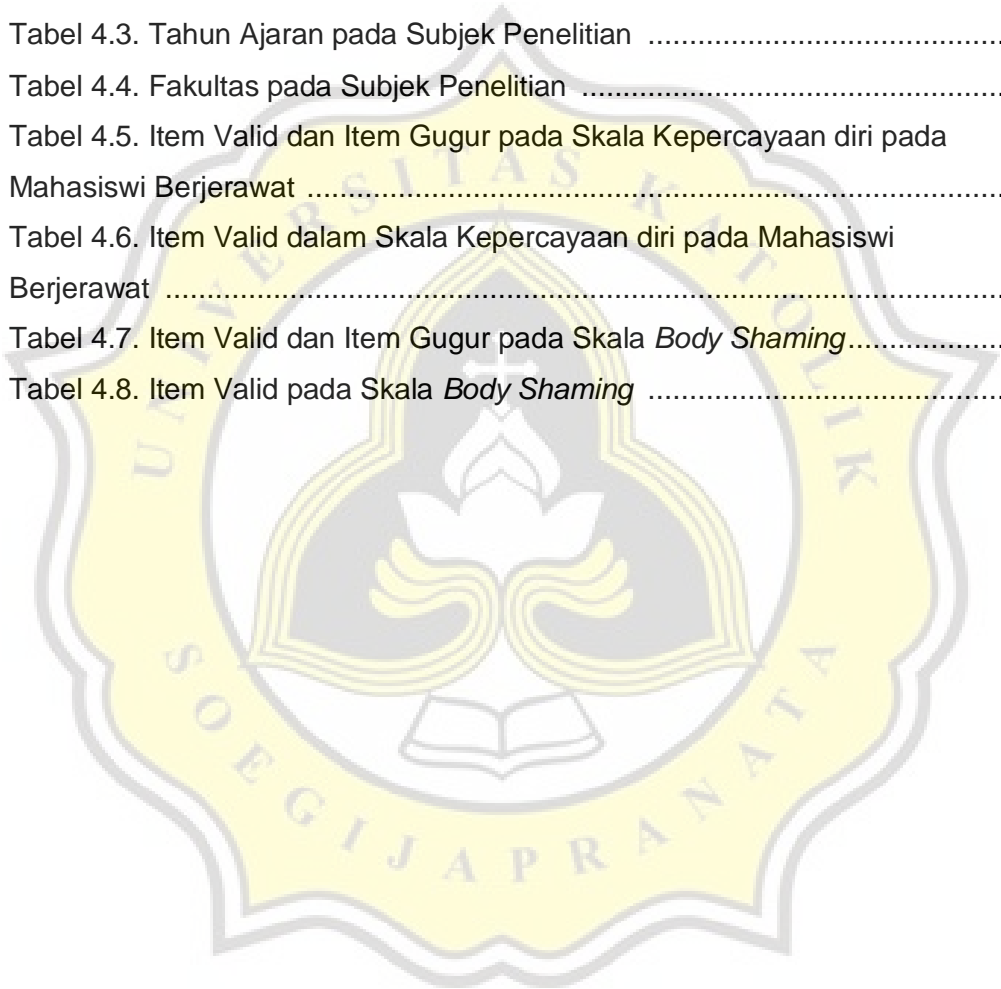 Tabel 4.3. Tahun Ajaran pada Subjek Penelitian ..........................................
Tabel 4.4. Fakultas pada Subjek Penelitian ..................................................
Tabel 4.5. Item Valid dan Item Gugur pada Skala Kepercayaan diri pada
Mahasiswi Berjerawat ...................................................................................
Tabel 4.6. Item Valid dalam Skala Kepercayaan diri pada Mahasiswi
Berjerawat ....................................................................................................
Tabel 4.7. Item Valid dan Item Gugur pada Skala Body Shaming..................
Tabel 4.8. Item Valid pada Skala Body Shaming ..........................................
UNIVERSITAS KATOLIK
SOEGIJAPRANATA